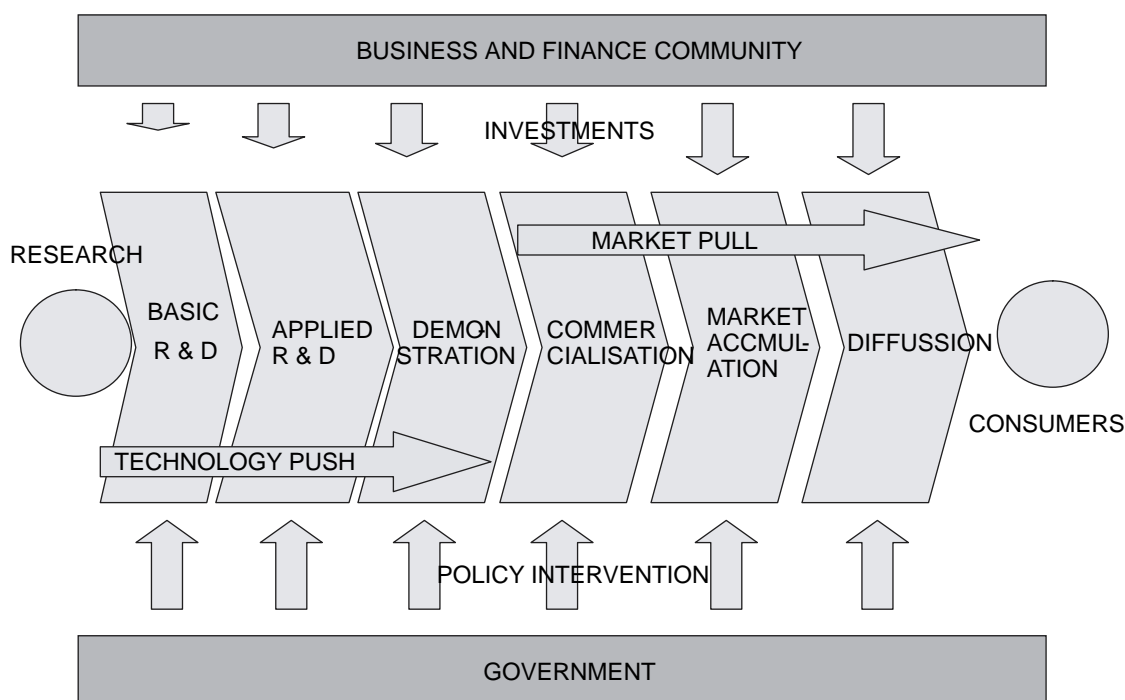 BUSINESS AND FINANCE COMMUNITY
INVESTMENTS
MARKET PULL
RESEARCH
BASIC
R & D
APPLIED
R & D
DEMON-
STRATION
COMMER
CIALISATION
MARKET
ACCMUL-
ATION
DIFFUSSION
CONSUMERS
TECHNOLOGY PUSH
POLICY INTERVENTION
GOVERNMENT